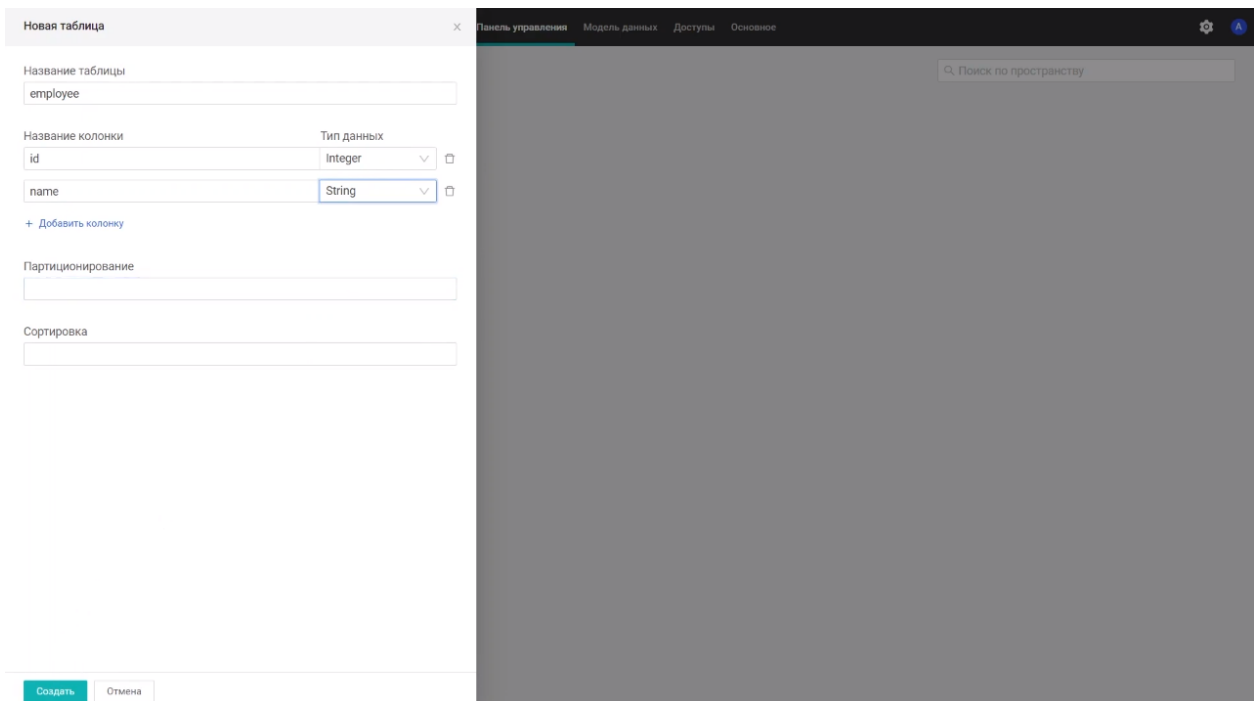 Новая таблица
Панель управления Модель данных Доступы Основное
A
Поиск по пространству
Название таблицы
employee
Название колонки Тип данных
id Integer
name String
+ Добавить колонку
Партиционирование
Сортировка
Создать Отмена